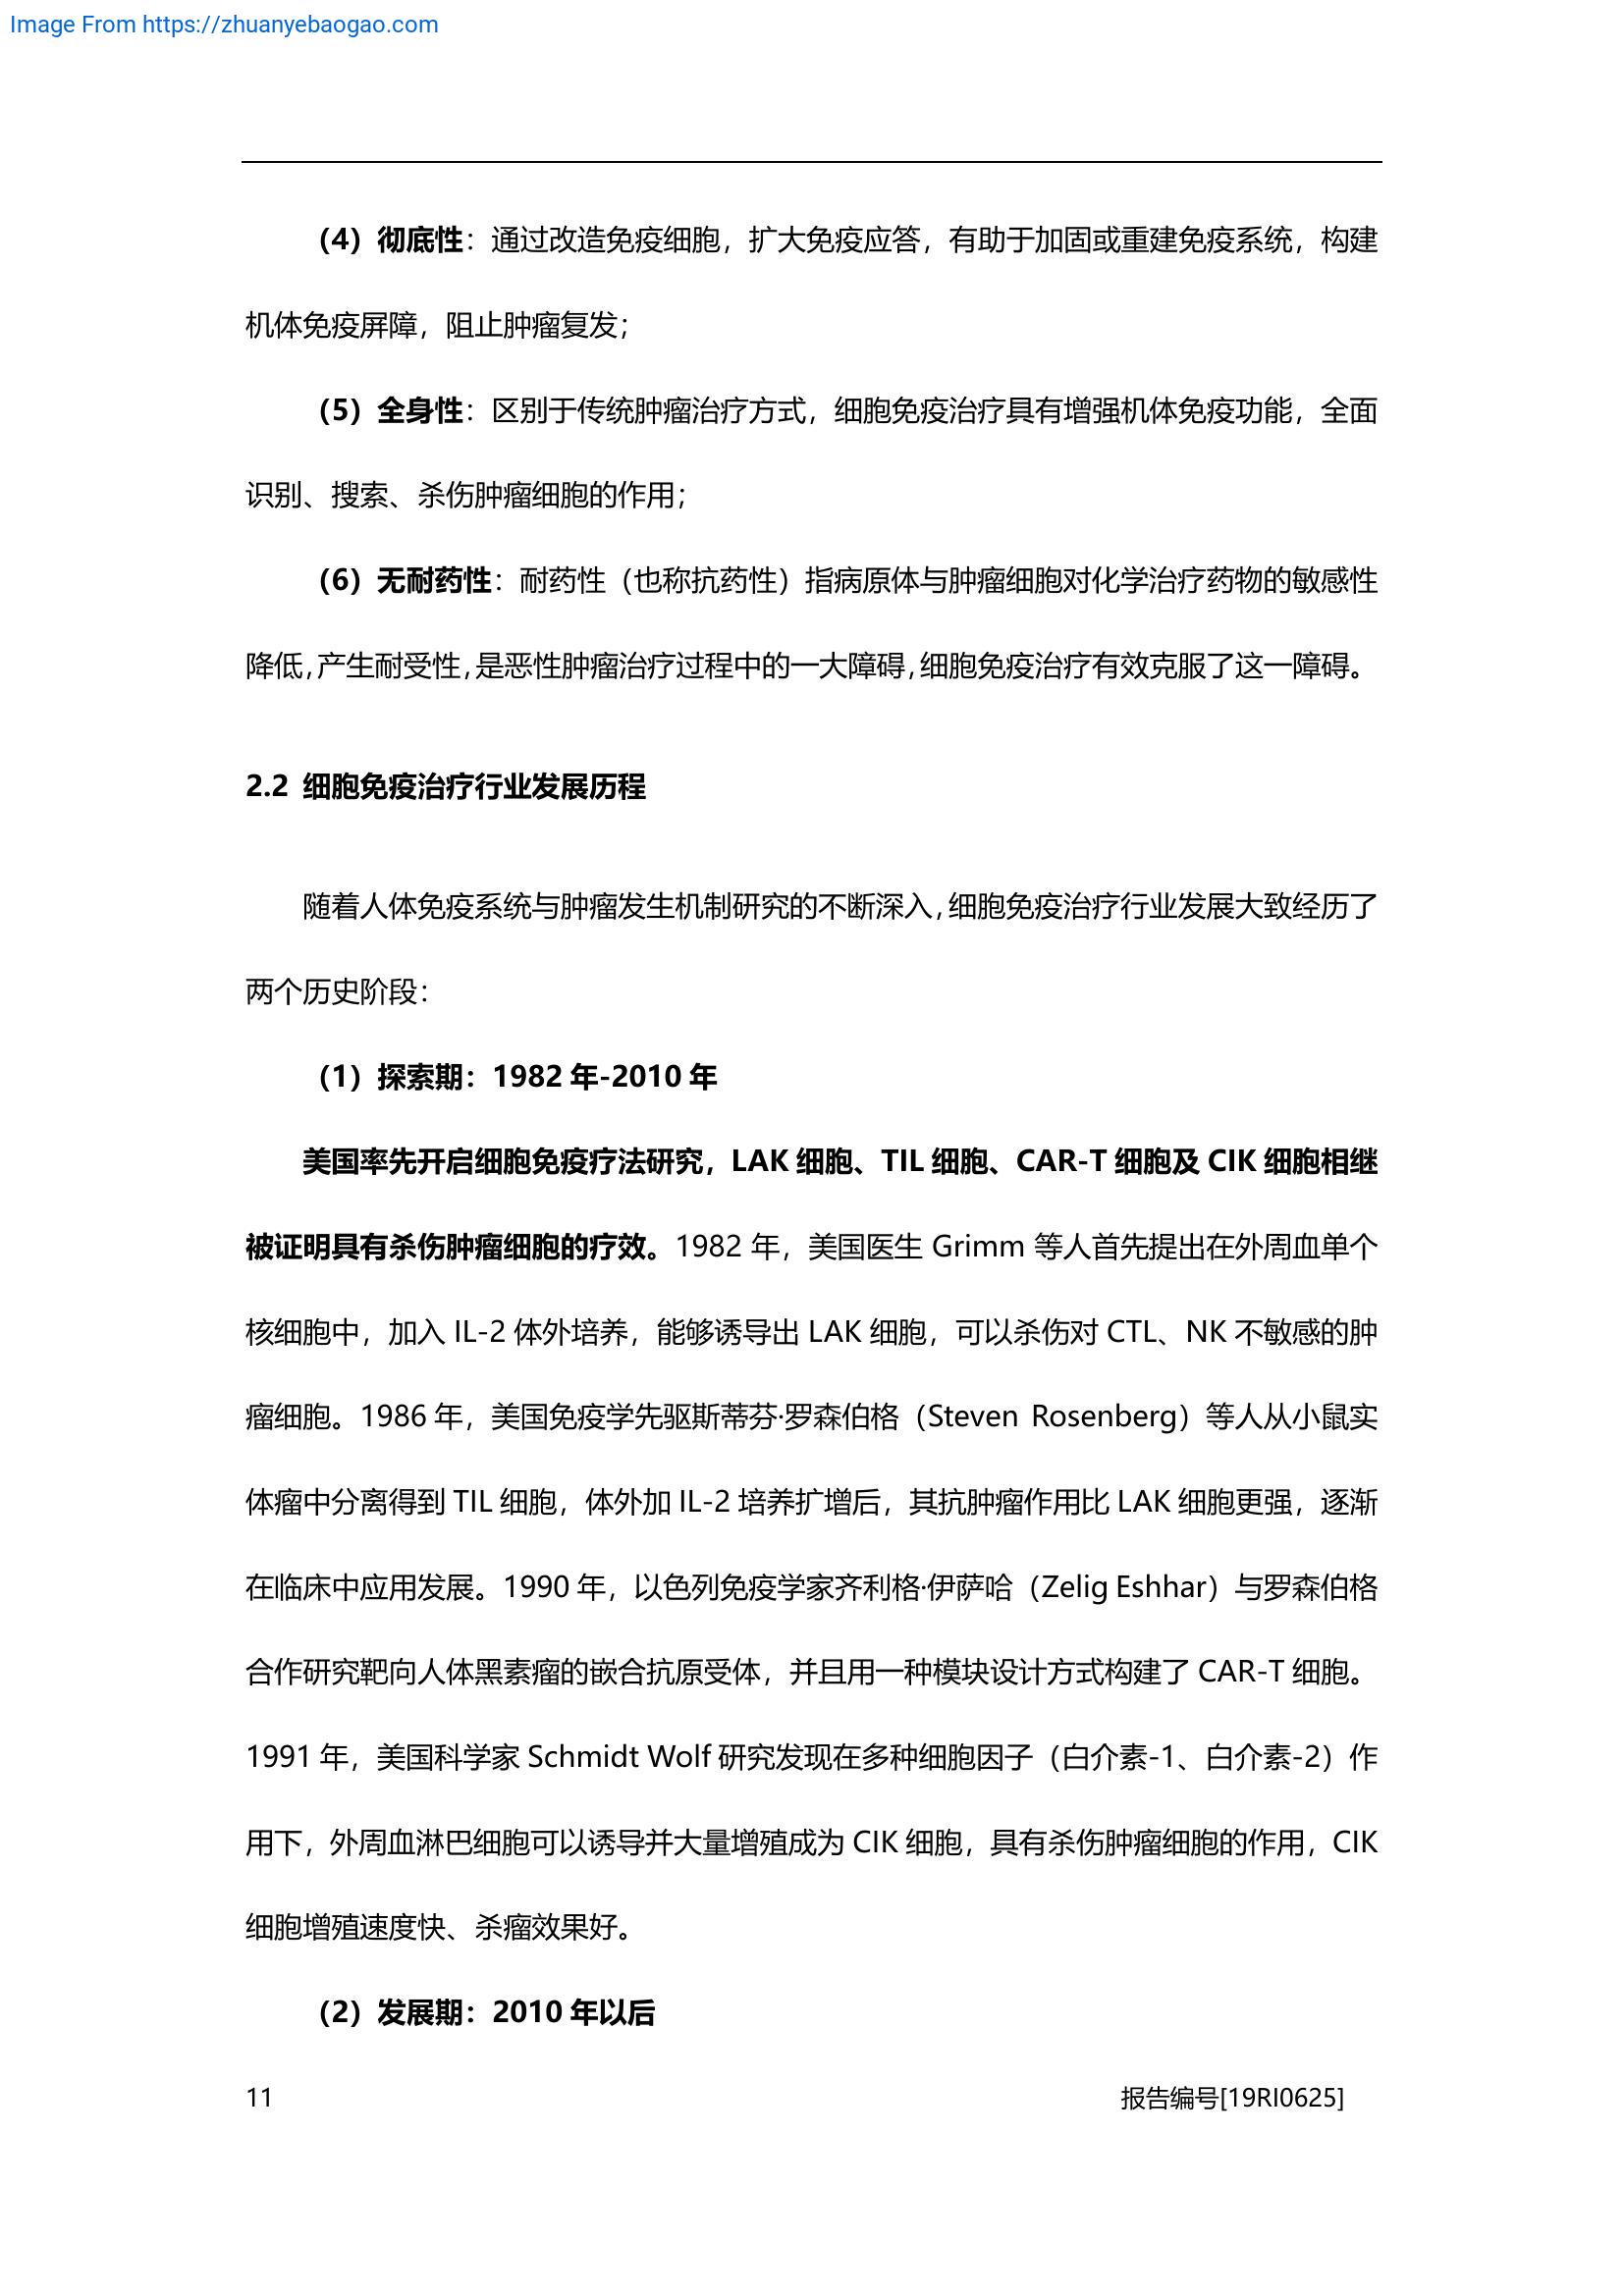 Image From https://zhuanyebaogao.com
（4）彻底性：通过改造免疫细胞，扩大免疫应答，有助于加固或重建免疫系统，构建
机体免疫屏障，阻止肿瘤复发；
（5）全身性：区别于传统肿瘤治疗方式，细胞免疫治疗具有增强机体免疫功能，全面
识别、搜索、杀伤肿瘤细胞的作用；
（6）无耐药性：耐药性（也称抗药性）指病原体与肿瘤细胞对化学治疗药物的敏感性
降低，产生耐受性，是恶性肿瘤治疗过程中的一大障碍，细胞免疫治疗有效克服了这一障碍。
2.2 细胞免疫治疗行业发展历程
随着人体免疫系统与肿瘤发生机制研究的不断深入，细胞免疫治疗行业发展大致经历了
两个历史阶段：
（1）探索期：1982 年-2010 年
美国率先开启细胞免疫疗法研究，LAK 细胞、TIL 细胞、CAR-T 细胞及 CIK 细胞相继
被证明具有杀伤肿瘤细胞的疗效。1982 年，美国医生 Grimm 等人首先提出在外周血单个
核细胞中，加入 IL-2 体外培养，能够诱导出 LAK 细胞，可以杀伤对 CTL、NK 不敏感的肿
瘤细胞。1986 年，美国免疫学先驱斯蒂芬·罗森伯格（Steven Rosenberg）等人从小鼠实
体瘤中分离得到 TIL 细胞，体外加 IL-2 培养扩增后，其抗肿瘤作用比 LAK 细胞更强，逐渐
在临床中应用发展。1990 年，以色列免疫学家齐利格·伊萨哈（Zelig Eshhar）与罗森伯格
合作研究靶向人体黑素瘤的嵌合抗原受体，并且用一种模块设计方式构建了 CAR-T 细胞。
1991 年，美国科学家 Schmidt Wolf 研究发现在多种细胞因子（白介素-1、白介素-2）作
用下，外周血淋巴细胞可以诱导并大量增殖成为 CIK 细胞，具有杀伤肿瘤细胞的作用，CIK
细胞增殖速度快、杀瘤效果好。
（2）发展期：2010 年以后
11 报告编号[19RI0625]